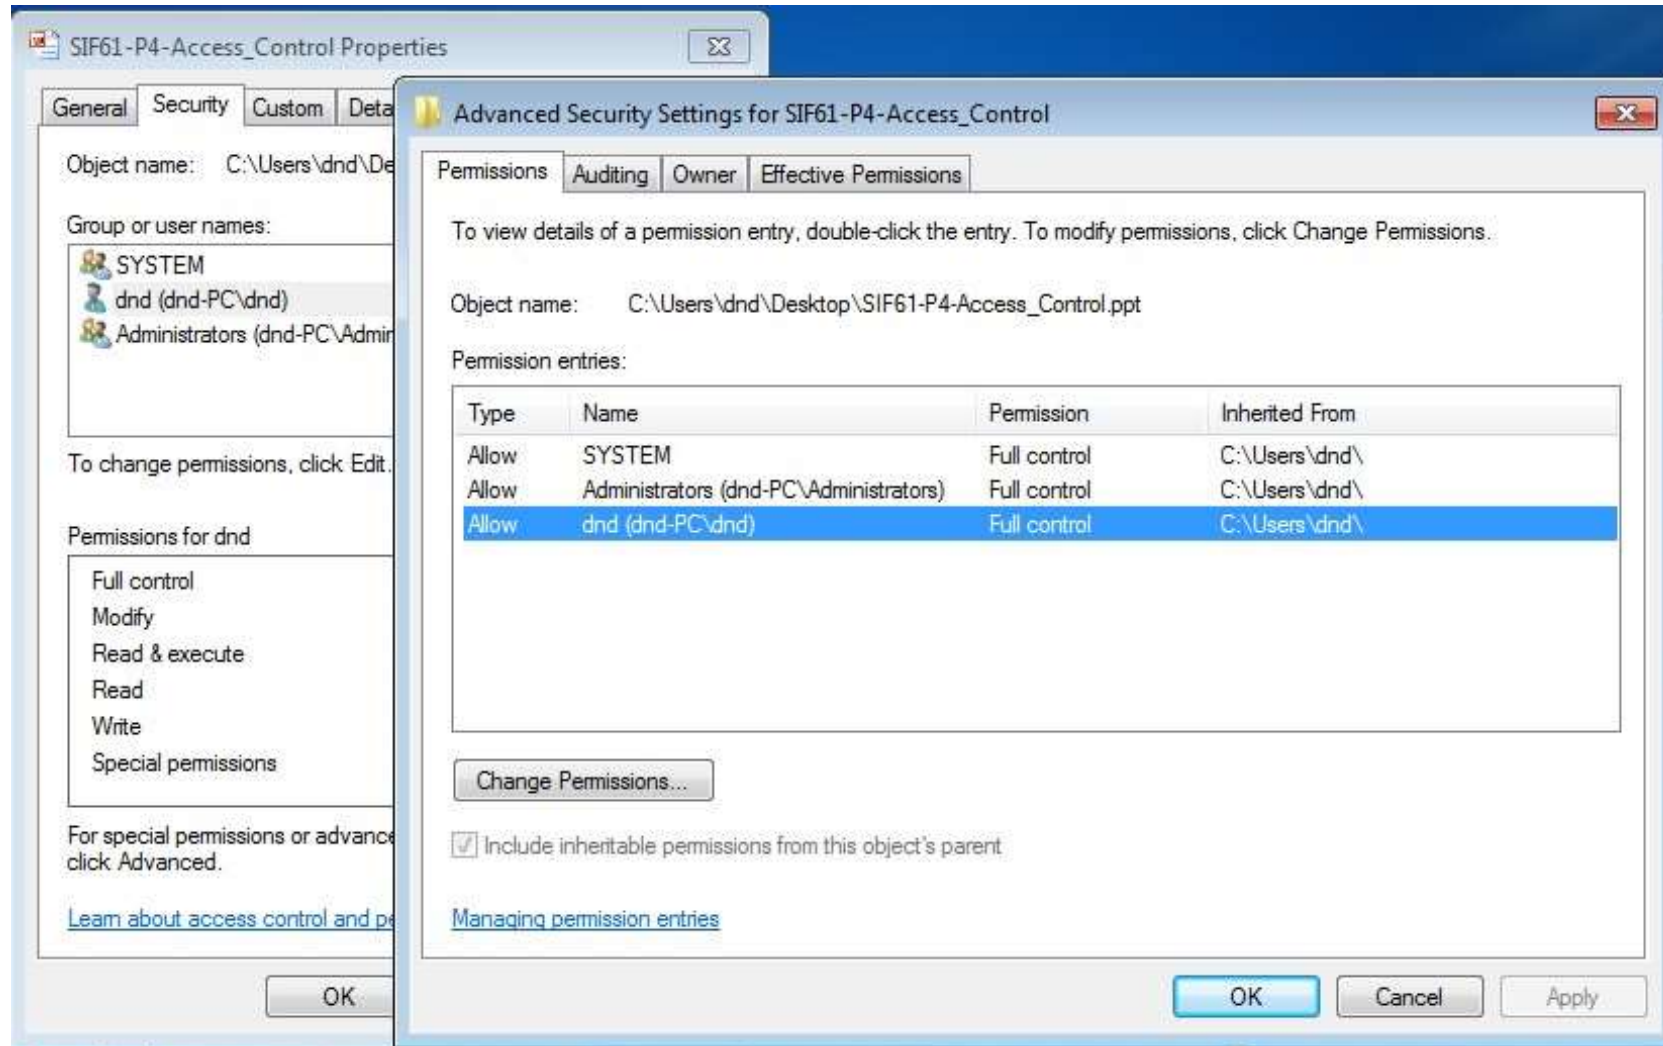 SIF61-P4-Access_Control Properties
General Security Custom Deta
Object name: C:\Users\dnd\De
Group or user names:
SYSTEM
dnd (dnd-PC\dnd)
Administrators (dnd-PC\Admir
To change permissions, click Edit.
Permissions for dnd
Full control
Modify
Read & execute
Read
Write
Special permissions
For special permissions or advance
click Advanced.
Learn about access control and pe
OK
Advanced Security Settings for SIF61-P4-Access_Control
Permissions Auditing Owner Effective Permissions
To view details of a permission entry, double-click the entry. To modify permissions, click Change Permissions.
Object name: C:\Users\dnd\Desktop\SIF61-P4-Access_Control.ppt
Permission entries:
Type Name Permission Inherited From
Allow SYSTEM Full control C:\Users\dnd\
Allow Administrators (dnd-PC\Administrators) Full control C:\Users\dnd\
Allow dnd (dnd-PC\dnd) Full control C:\Users\dnd\
Change Permissions...
Include inheritable permissions from this object's parent
Managing permission entries
OK Cancel Apply